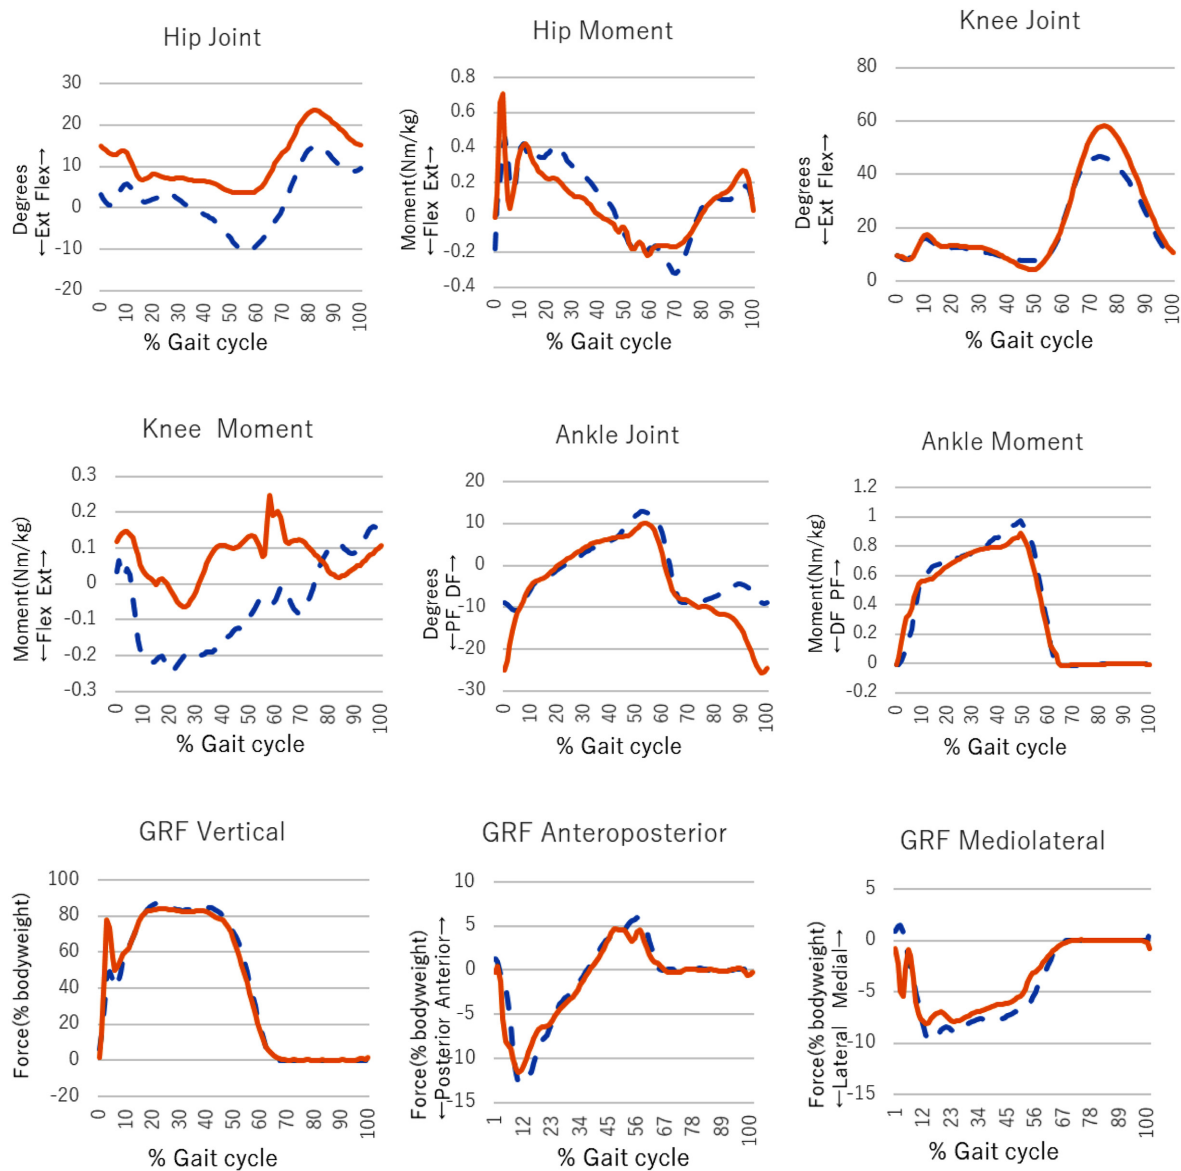 Hip Joint
30
20
10
0
-10
-20
Degrees
←Ext Flex→
0 10 20 30 40 50 60 70 80 90 100
% Gait cycle
Hip Moment
0.8
0.6
0.4
0.2
0
-0.2
-0.4
Moment(Nm/kg)
←Flex Ext→
0 10 20 30 40 50 60 70 80 90 100
% Gait cycle
Knee Joint
80
60
40
20
0
Degrees
←Ext Flex→
0 10 20 30 40 50 60 70 80 90 100
% Gait cycle
Knee Moment
0.3
0.2
0.1
0
-0.1
-0.2
-0.3
Moment(Nm/kg)
←Flex Ext→
0 10 20 30 40 50 60 70 80 90 100
% Gait cycle
Ankle Joint
20
10
0
-10
-20
-30
Degrees
←PF, DF→
0 10 20 30 40 50 60 70 80 90 100
% Gait cycle
Ankle Moment
1.2
1
0.8
0.6
0.4
0.2
0
-0.2
Moment(Nm/kg)
←DF PF→
0 10 20 30 40 50 60 70 80 90 100
% Gait cycle
GRF Vertical
100
80
60
40
20
0
-20
Force(% bodyweight)
0 10 20 30 40 50 60 70 80 90 100
% Gait cycle
GRF Anteroposterior
10
5
0
-5
-10
-15
Force(% bodyweight)
←Posterior Anterior→
1 12 23 34 45 56 67 78 89 100
% Gait cycle
GRF Mediolateral
5
0
-5
-10
-15
Force(% bodyweight)
←Lateral Medial→
1 12 23 34 45 56 67 78 89 100
% Gait cycle